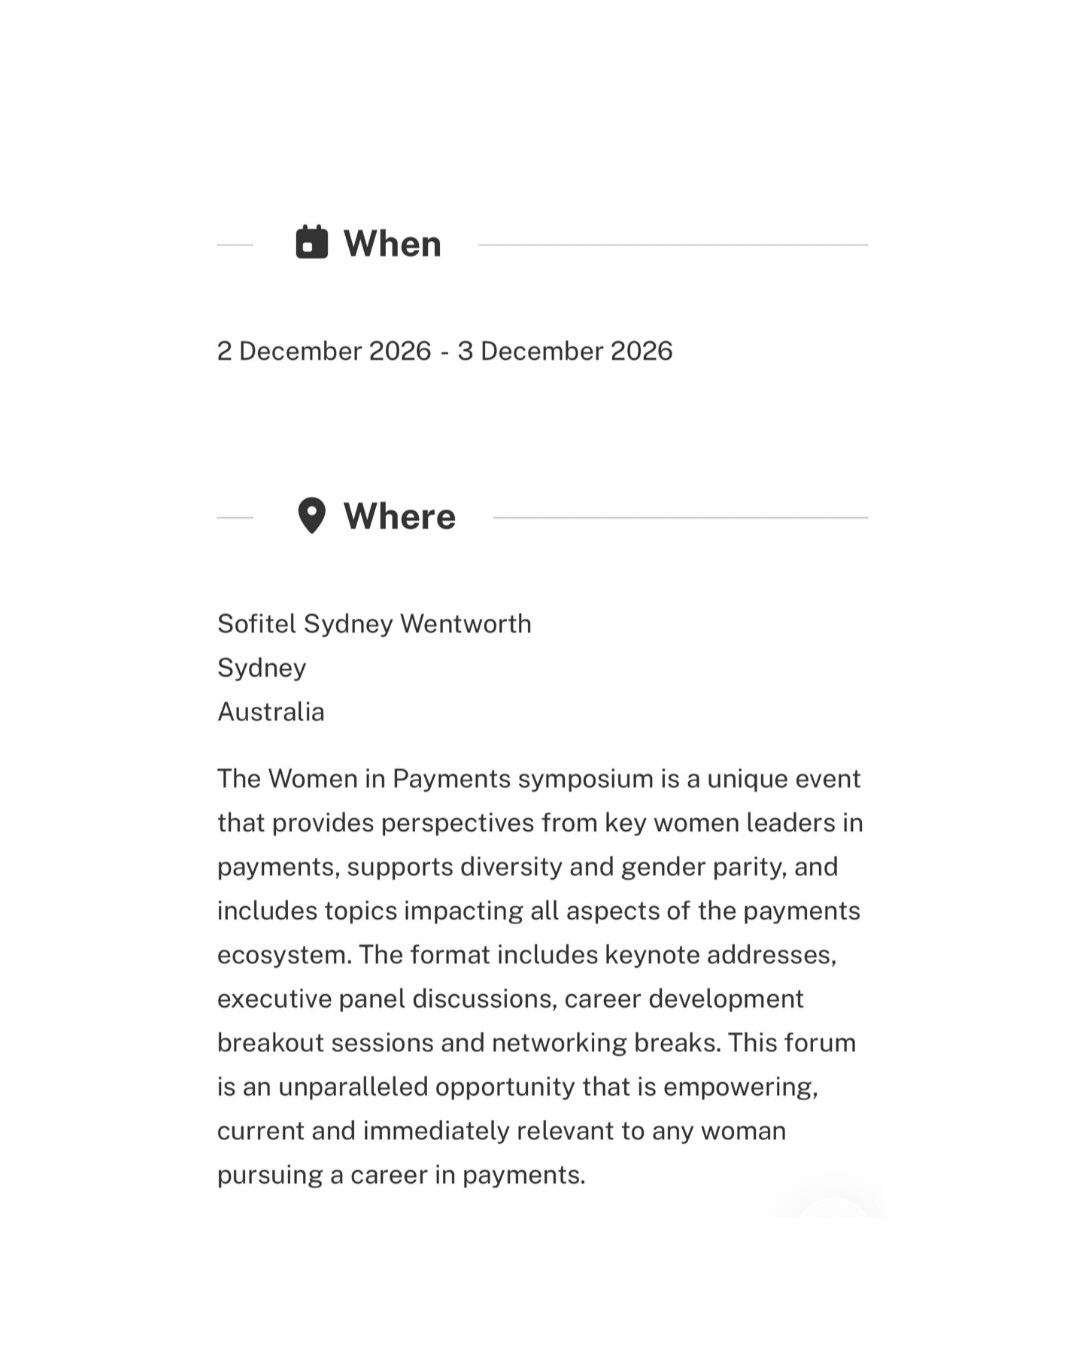 When
2 December 2026 - 3 December 2026
Where
Sofitel Sydney Wentworth
Sydney
Australia
The Women in Payments symposium is a unique event
that provides perspectives from key women leaders in
payments, supports diversity and gender parity, and
includes topics impacting all aspects of the payments
ecosystem. The format includes keynote addresses,
executive panel discussions, career development
breakout sessions and networking breaks. This forum
is an unparalleled opportunity that is empowering,
current and immediately relevant to any woman
pursuing a career in payments.